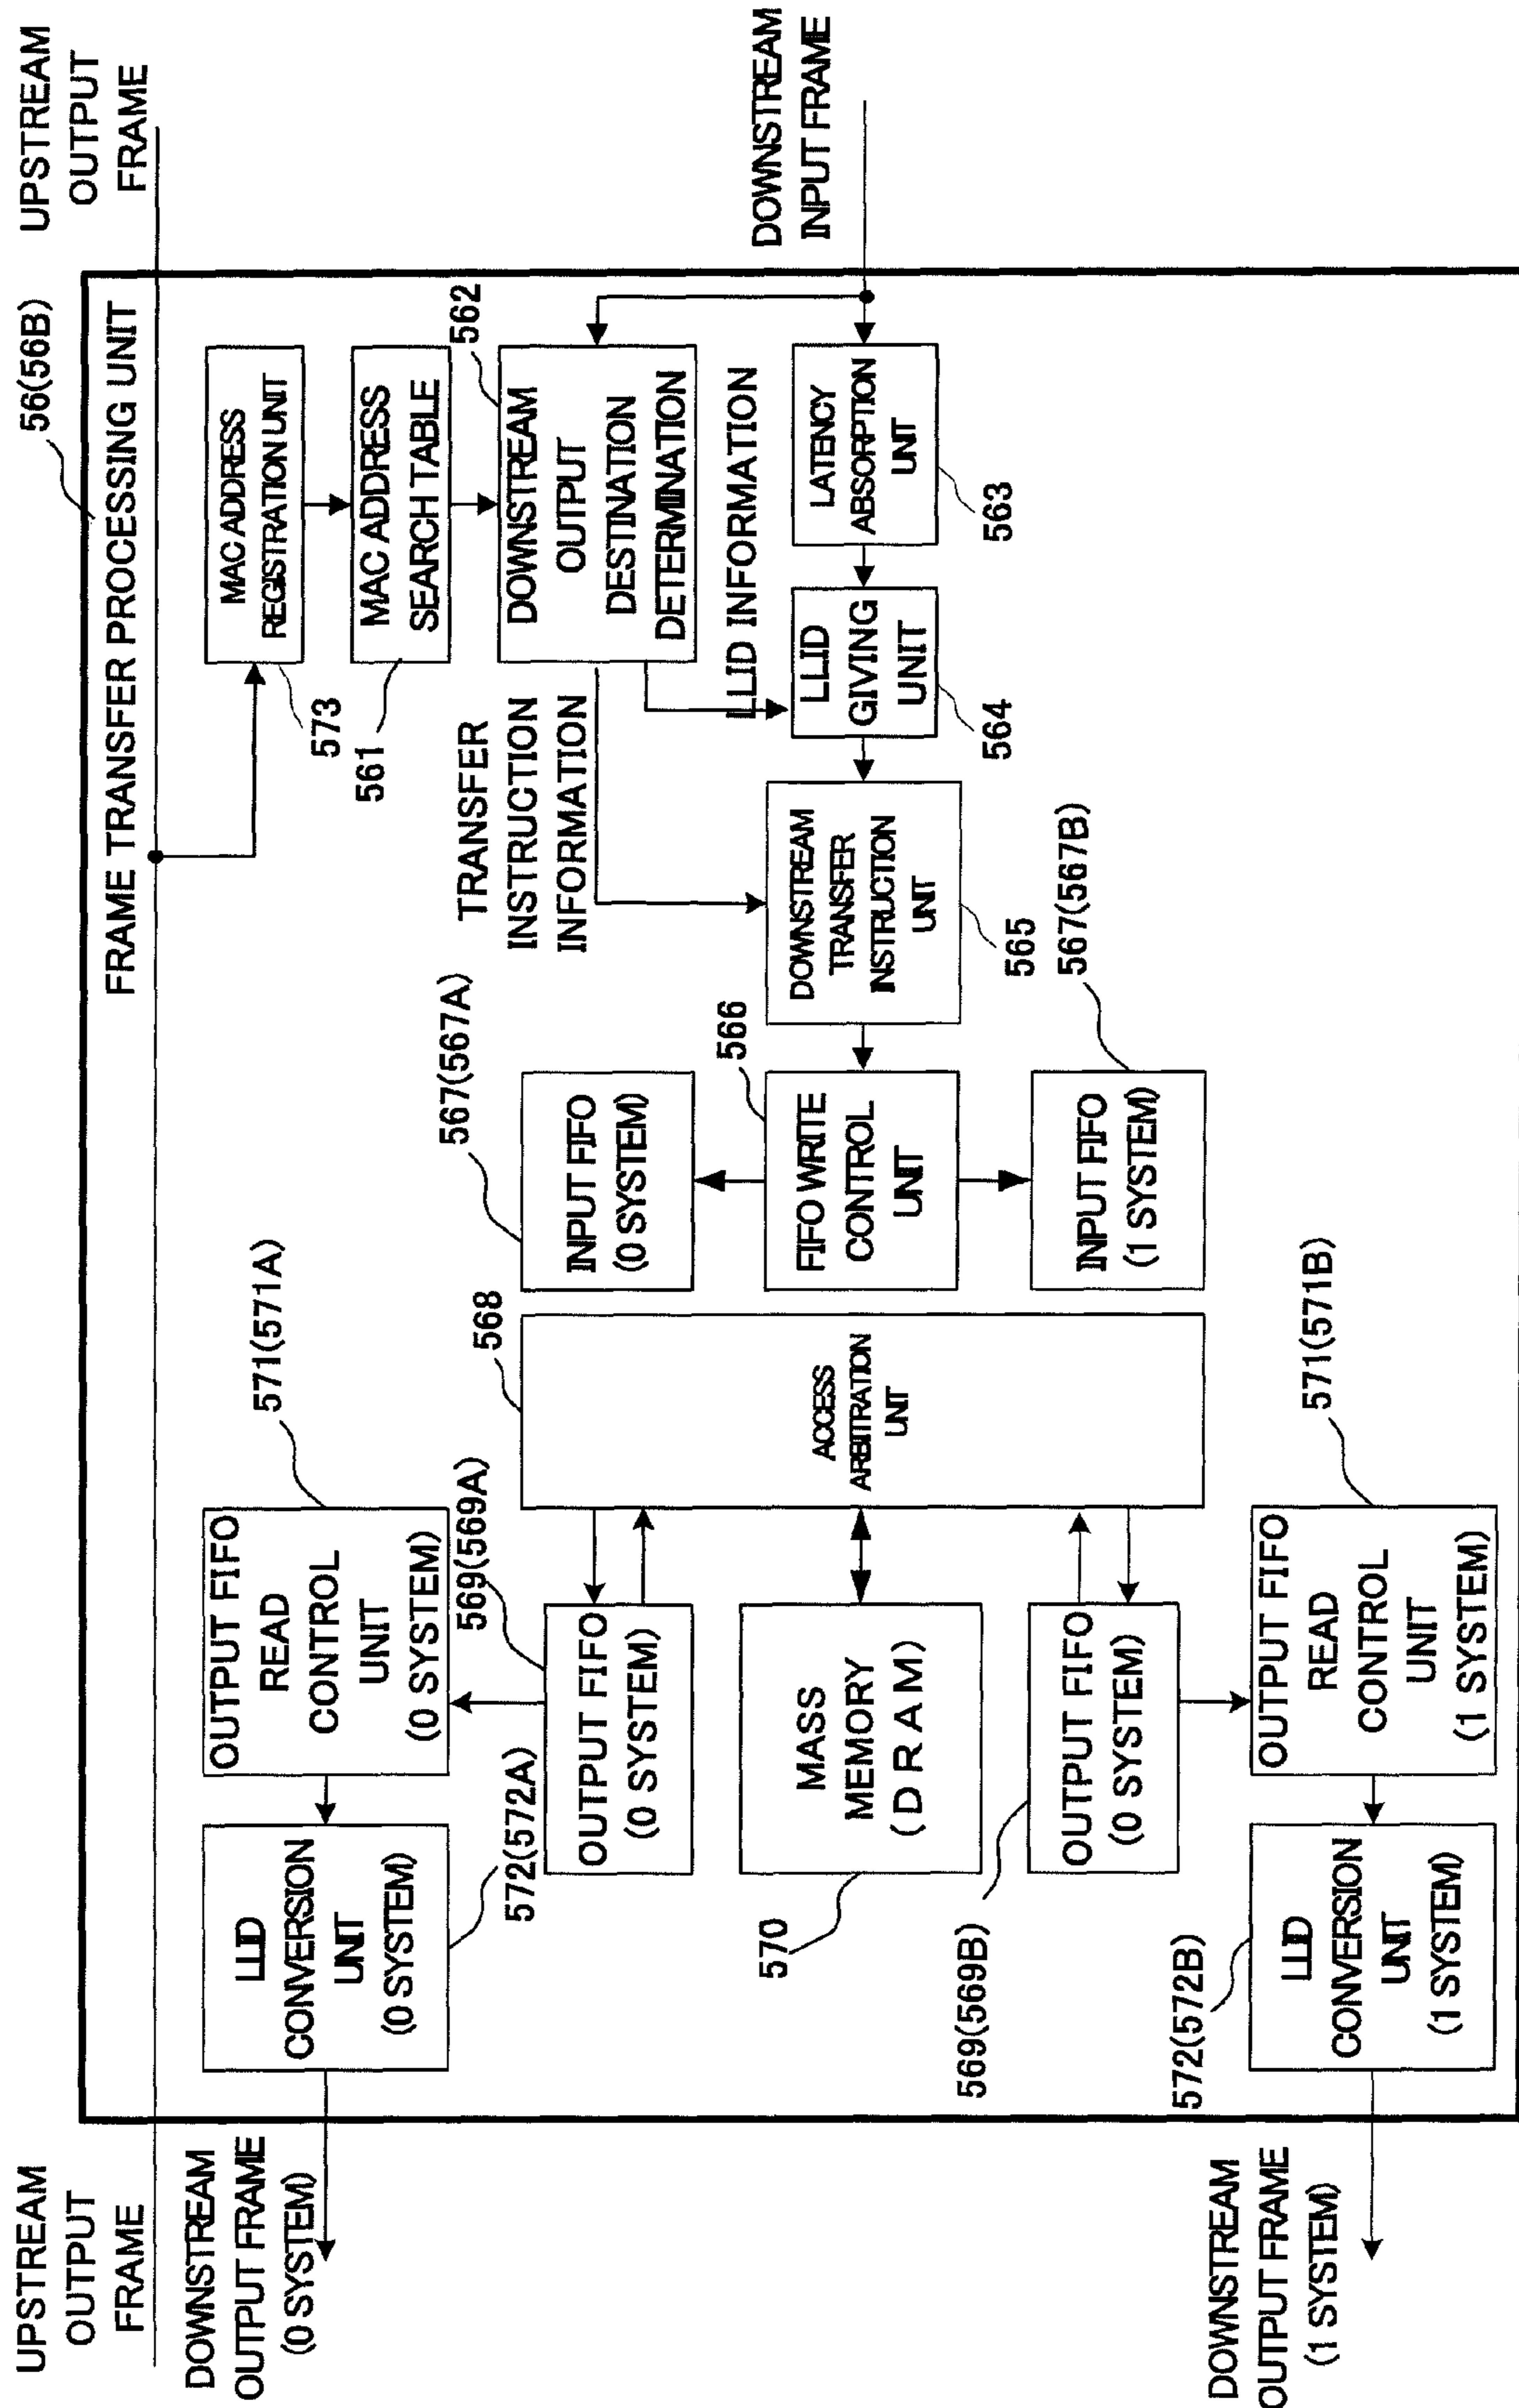 UPSTREAM
OUTPUT
FRAME
UPSTREAM
OUTPUT
FRAME
56(56B)
FRAME TRANSFER PROCESSING UNIT
DOWNSTREAM
OUTPUT FRAME
(0 SYSTEM)
LLID
CONVERSION
UNIT
(0 SYSTEM)
572(572A)
OUTPUT FIFO
READ
CONTROL
UNIT
(0 SYSTEM)
571(571A)
MAC ADDRESS
REGISTRATION UNIT
573
MAC ADDRESS
SEARCH TABLE
561
DOWNSTREAM
OUTPUT
DESTINATION
DETERMINATION
562
TRANSFER
INSTRUCTION
INFORMATION
LLID INFORMATION
OUTPUT FIFO
(0 SYSTEM)
569(569A)
568
ACCESS
ARBITRATION
UNIT
INPUT FIFO
(0 SYSTEM)
567(567A)
566
FIFO WRITE
CONTROL
UNIT
DOWNSTREAM
TRANSFER
INSTRUCTION
UNIT
565
LLID
GIVING
UNIT
564
LATENCY
ABSORPTION
UNIT
563
DOWNSTREAM
INPUT FRAME
MASS
MEMORY
(DRAM)
570
OUTPUT FIFO
(0 SYSTEM)
569(569B)
INPUT FIFO
(1 SYSTEM)
567(567B)
DOWNSTREAM
OUTPUT FRAME
(1 SYSTEM)
LLID
CONVERSION
UNIT
(1 SYSTEM)
572(572B)
OUTPUT FIFO
READ
CONTROL
UNIT
(1 SYSTEM)
571(571B)